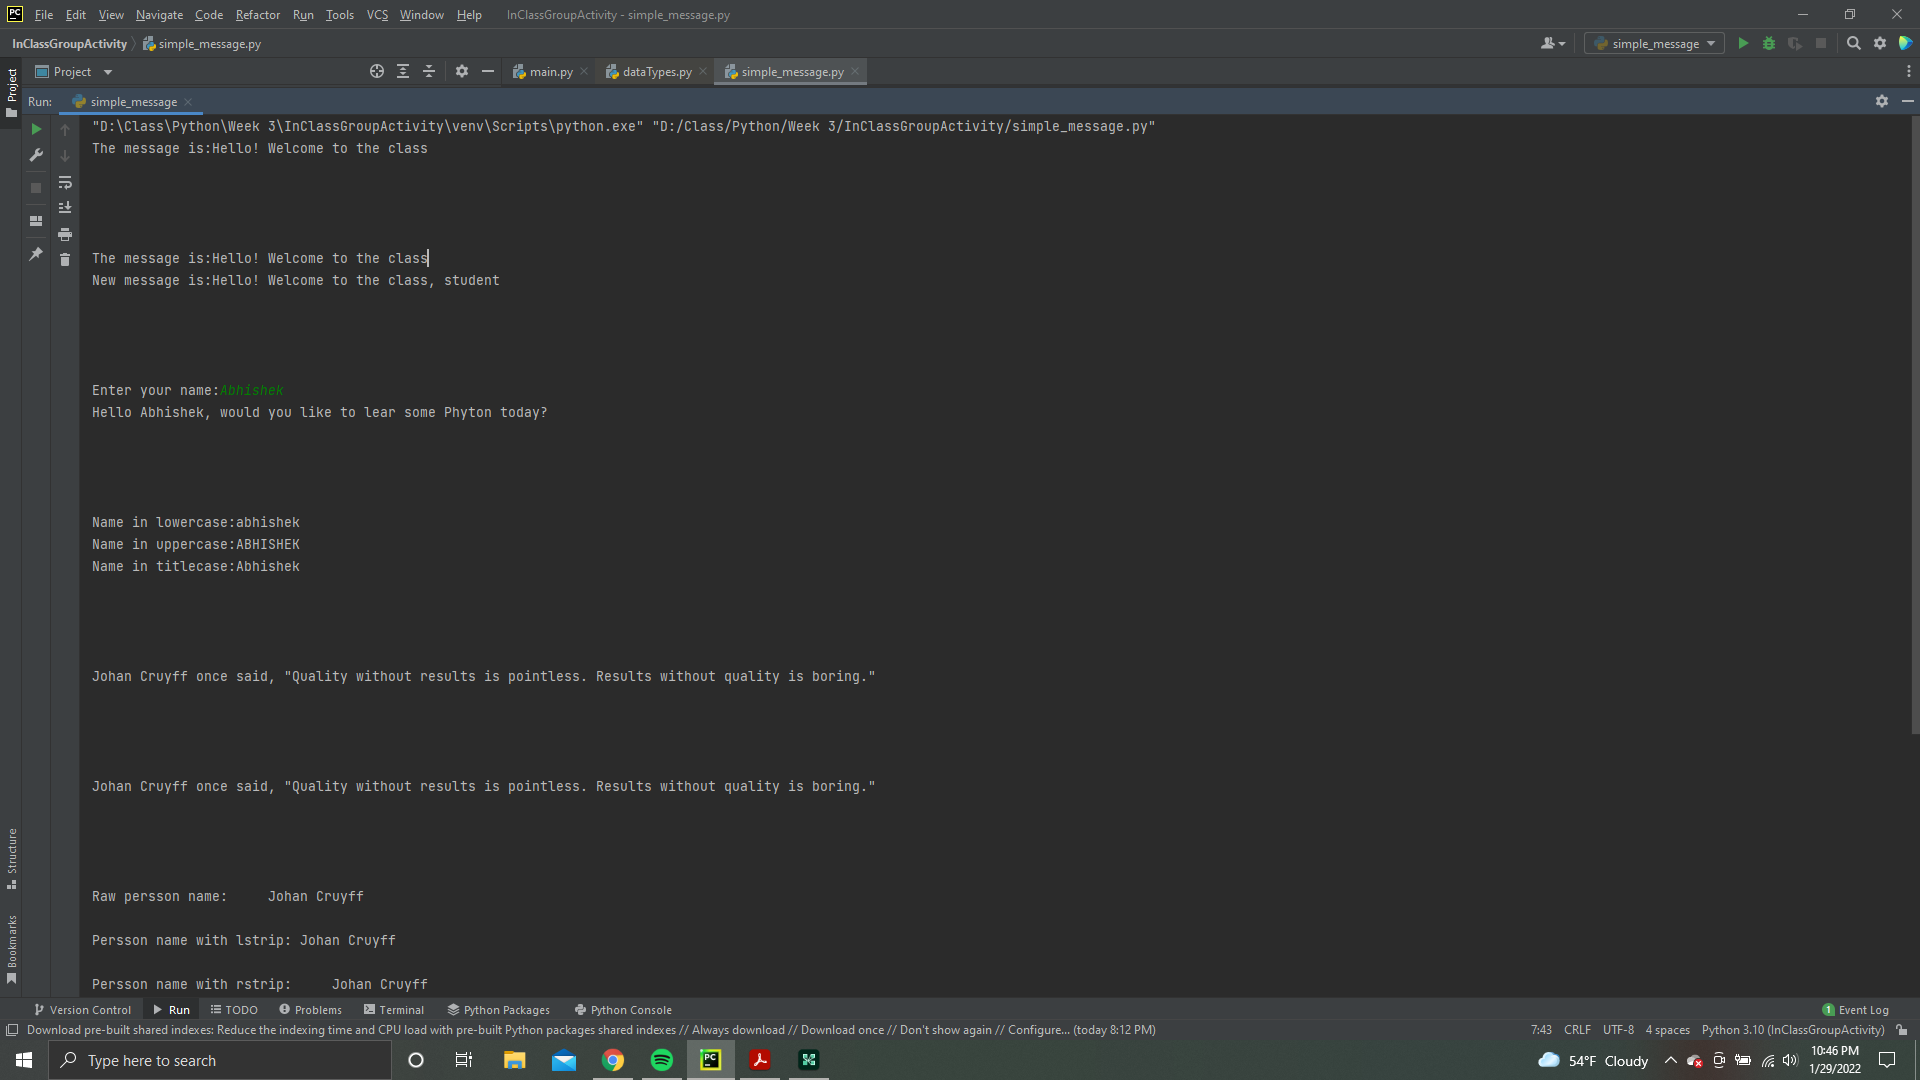 PC File Edit View Navigate Code Refactor Run Tools VCS Window Help InClassGroupActivity - simple_message.py
InClassGroupActivity simple_message.py simple_message
Project Project main.py dataTypes.py simple_message.py
Run: simple_message
"D:\Class\Python\Week 3\InClassGroupActivity\venv\Scripts\python.exe" "D:/Class/Python/Week 3/InClassGroupActivity/simple_message.py"
The message is:Hello! Welcome to the class
The message is:Hello! Welcome to the class
New message is:Hello! Welcome to the class, student
Enter your name:Abhishek
Hello Abhishek, would you like to lear some Phyton today?
Name in lowercase:abhishek
Name in uppercase:ABHISHEK
Name in titlecase:Abhishek
Johan Cruyff once said, "Quality without results is pointless. Results without quality is boring."
Johan Cruyff once said, "Quality without results is pointless. Results without quality is boring."
Structure
Raw persson name:     Johan Cruyff
Persson name with lstrip: Johan Cruyff
Bookmarks
Persson name with rstrip:     Johan Cruyff
Version Control Run TODO Problems Terminal Python Packages Python Console 1 Event Log
Download pre-built shared indexes: Reduce the indexing time and CPU load with pre-built Python packages shared indexes // Always download // Download once // Don't show again // Configure... (today 8:12 PM) 7:43 CRLF UTF-8 4 spaces Python 3.10 (InClassGroupActivity)
Type here to search PC 54°F Cloudy 10:46 PM
1/29/2022